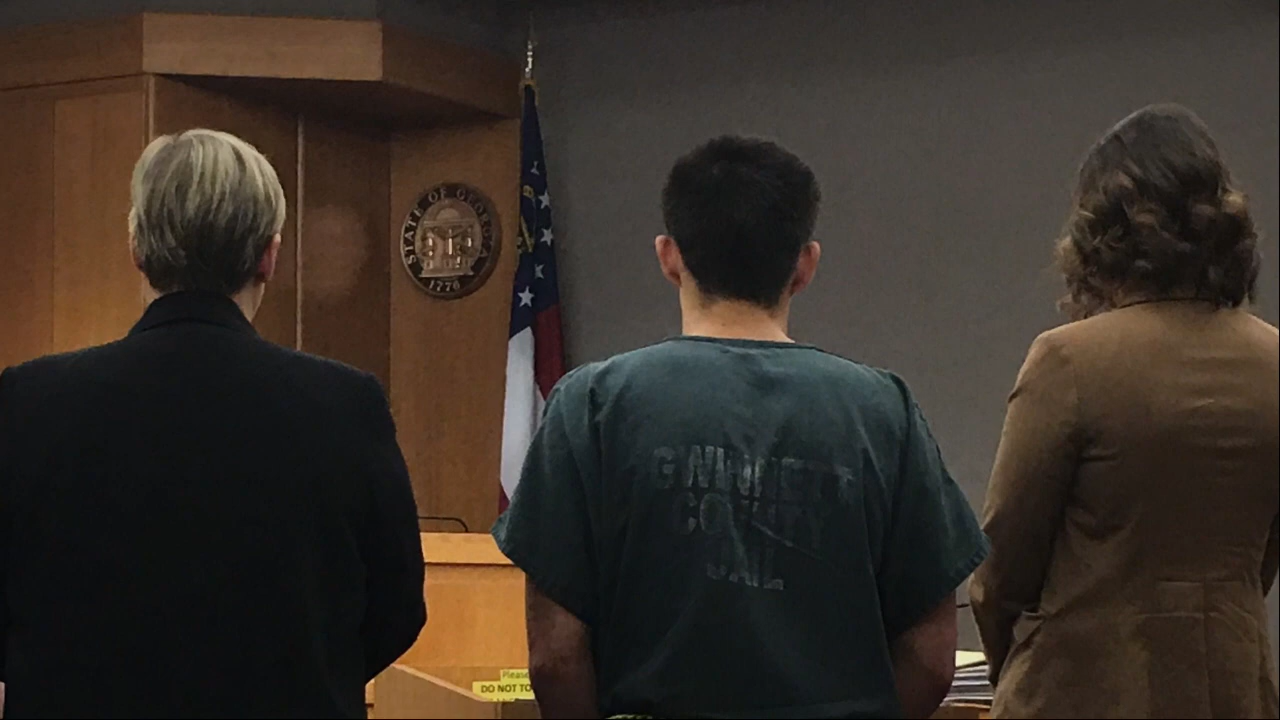 STATE OF GEORGIA
1776
GWINNETT
COUNTY
JAIL
Please
DO NOT TO